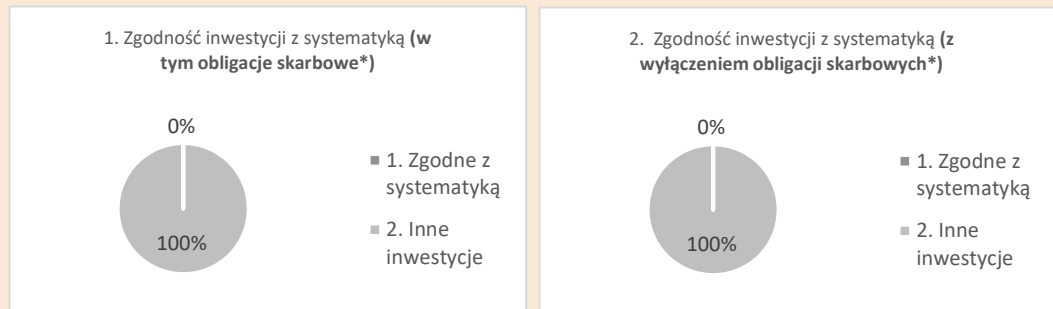 1. Zgodność inwestycji z systematyką (w
tym obligacje skarbowe*)
0%
100%
■ 1. Zgodne z
systematyką
■ 2. Inne
inwestycje
2. Zgodność inwestycji z systematyką (z
wyłączeniem obligacji skarbowych*)
0%
100%
■ 1. Zgodne z
systematyką
■ 2. Inne
inwestycje